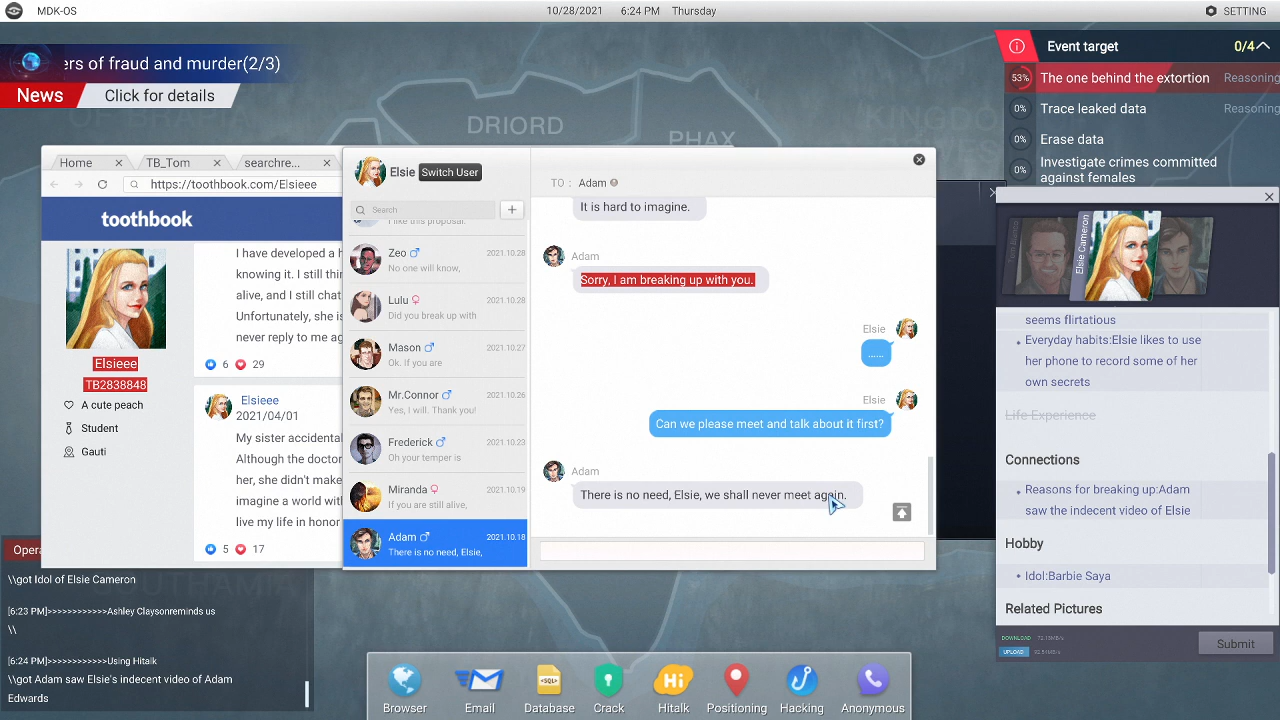 MDK-OS
10/28/2021 6:24 PM Thursday
SETTING
ers of fraud and murder(2/3)
News Click for details
DRIORD
PHAX
KINGDO
Event target 0/4
53% The one behind the extortion Reasoning
0% Trace leaked data Reasoning
0% Erase data
0% Investigate crimes committed
against females
Home
TB_Tom
searchre...
https://toothbook.com/Elsieee
toothbook
Elsieee
TB2838848
A cute peach
Student
Gauti
I have developed a h
knowing it. I still thin
alive, and I still chat
Unfortunately, she is
never reply to me ag
6 29
Elsieee
2021/04/01
My sister accidental
Although the doctor
her, she didn't make
imagine a world with
live my life in honor
5 17
Elsie Switch User
Search
I like this proposal.
Zeo 2021.10.28
No one will know,
Lulu 2021.10.28
Did you break up with
Mason 2021.10.27
Ok. If you are
Mr.Connor 2021.10.26
Yes, I will. Thank you!
Frederick 2021.10.23
Oh your temper is
Miranda 2021.10.19
If you are still alive,
Adam 2021.10.18
There is no need, Elsie,
TO : Adam
It is hard to imagine.
Adam
Sorry, I am breaking up with you.
Elsie
......
Elsie
Can we please meet and talk about it first?
Adam
There is no need, Elsie, we shall never meet again.
Elsie Cameron
seems flirtatious
Everyday habits:Elsie likes to use
her phone to record some of her
own secrets
Life Experience
Connections
Reasons for breaking up:Adam
saw the indecent video of Elsie
Hobby
Idol:Barbie Saya
Related Pictures
DOWNLOAD
UPLOAD
Submit
Opera
\\got Idol of Elsie Cameron
[6:23 PM]>>>>>>>>>>>>Ashley Claysonreminds us
\\
[6:24 PM]>>>>>>>>>>>>Using Hitalk
\\got Adam saw Elsie's indecent video of Adam
Edwards
Hi
<SQL>
Browser
Email
Database
Crack
Hitalk
Positioning
Hacking
Anonymous